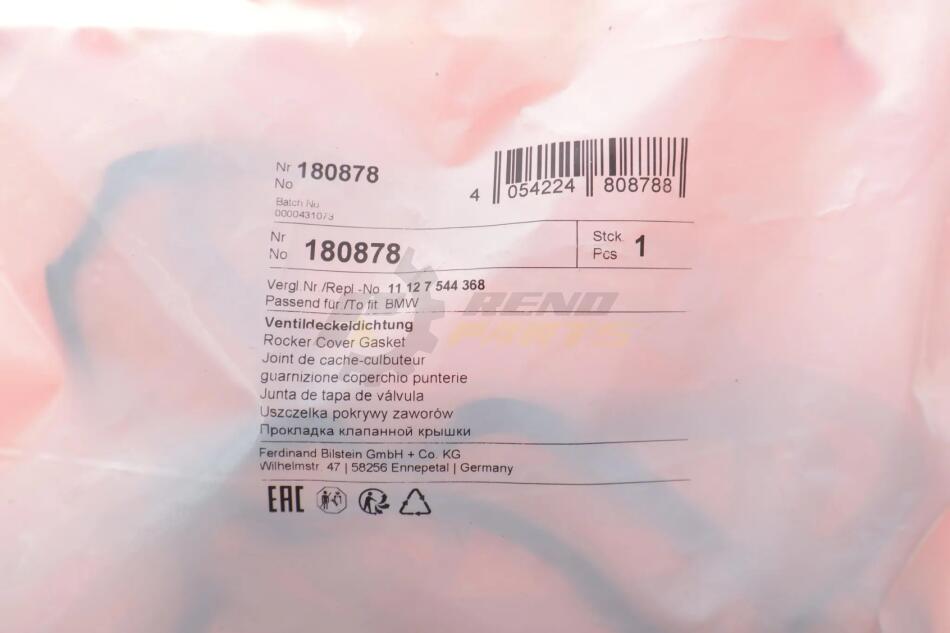 Nr 180878
No
Batch No
0000431073
4 054224 808788
Nr
No 180878
Stck.
Pcs 1
Vergl.Nr./Repl.-No. 11 12 7 544 368
Passend für /To fit BMW
Ventildeckeldichtung
Rocker Cover Gasket
Joint de cache-culbuteur
guarnizione coperchio punterie
Junta de tapa de válvula
Uszczelka pokrywy zaworów
Прокладка клапанной крышки
Ferdinand Bilstein GmbH + Co. KG
Wilhelmstr. 47 | 58256 Ennepetal | Germany
EAC
REND
PARTS